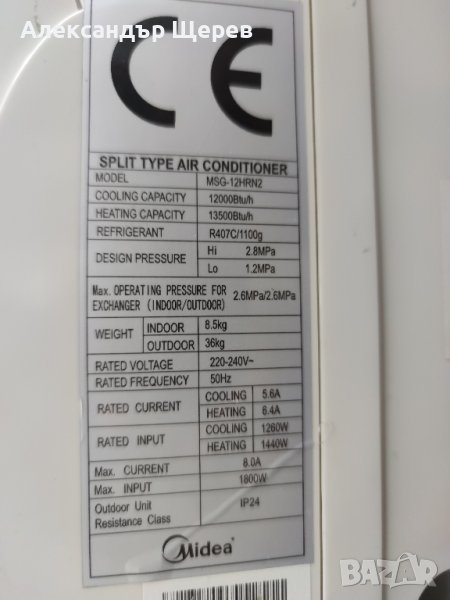 Александър Щерев
CE
SPLIT TYPE AIR CONDITIONER
MODEL MSG-12HRN2
COOLING CAPACITY 12000Btu/h
HEATING CAPACITY 13500Btu/h
REFRIGERANT R407C/1100g
DESIGN PRESSURE Hi 2.8MPa
Lo 1.2MPa
Max. OPERATING PRESSURE FOR
EXCHANGER (INDOOR/OUTDOOR) 2.6MPa/2.6MPa
WEIGHT INDOOR 8.5kg
OUTDOOR 36kg
RATED VOLTAGE 220-240V~
RATED FREQUENCY 50Hz
RATED CURRENT COOLING 5.6A
HEATING 6.4A
RATED INPUT COOLING 1260W
HEATING 1440W
Max. CURRENT 8.0A
Max. INPUT 1800W
Outdoor Unit
Resistance Class IP24
Midea
BAZAR